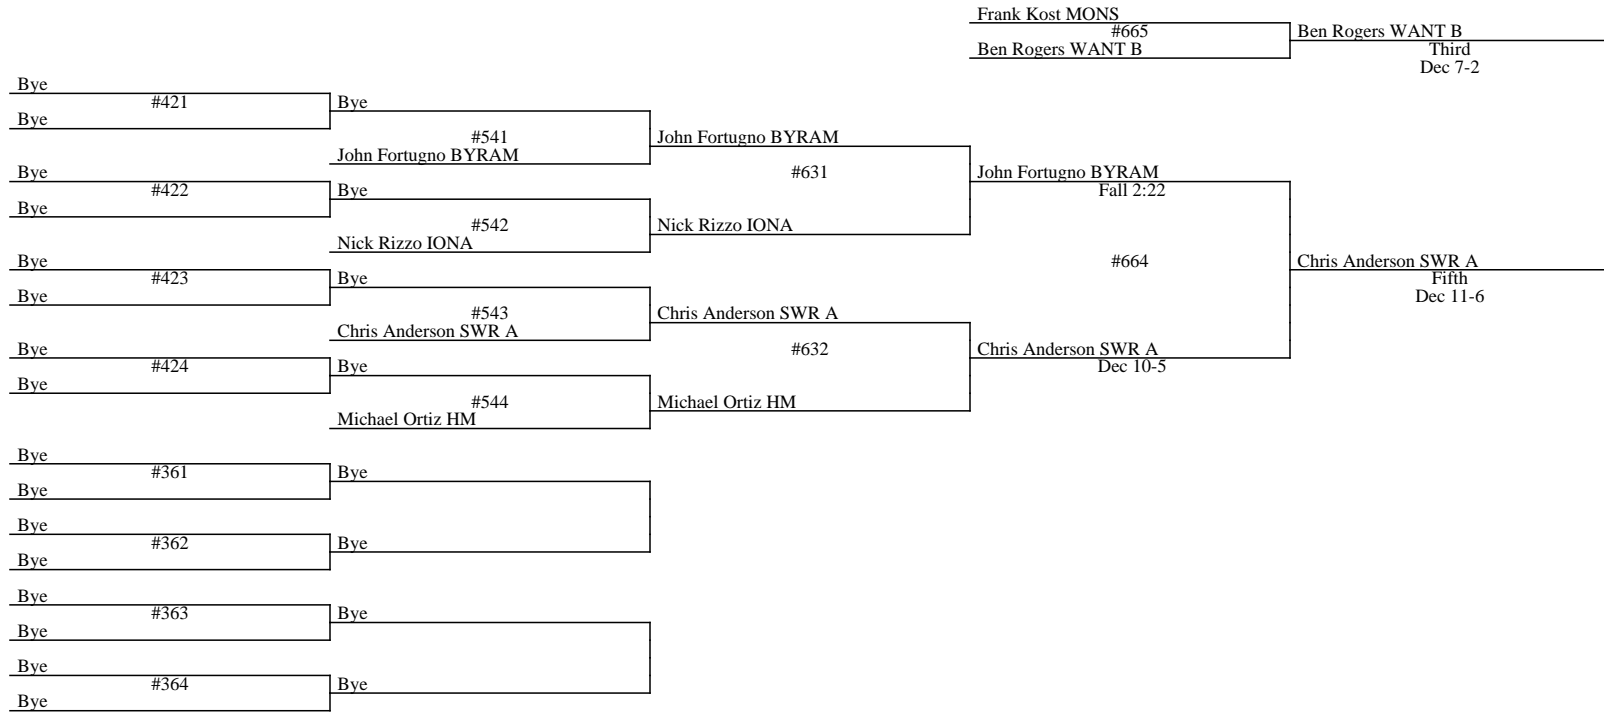 Frank Kost MONS
#665
Ben Rogers WANT B
Ben Rogers WANT B
Third
Dec 7-2
Bye
#421
Bye
Bye
#541
John Fortugno BYRAM
John Fortugno BYRAM
Bye
#422
Bye
Bye
#542
Nick Rizzo IONA
#631
Nick Rizzo IONA
John Fortugno BYRAM
Fall 2:22
Bye
#423
Bye
Bye
#543
Chris Anderson SWR A
Chris Anderson SWR A
#664
Chris Anderson SWR A
Fifth
Dec 11-6
Bye
#424
Bye
Bye
#544
Michael Ortiz HM
#632
Michael Ortiz HM
Chris Anderson SWR A
Dec 10-5
Bye
#361
Bye
Bye
Bye
#362
Bye
Bye
Bye
#363
Bye
Bye
Bye
#364
Bye
Bye